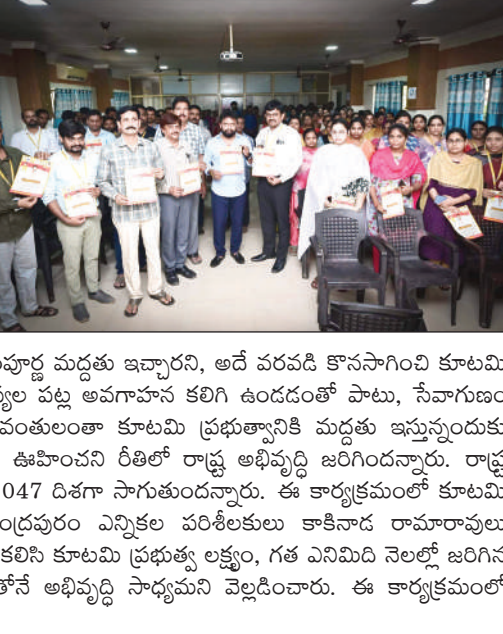 పూర్ణ మద్దతు ఇచ్చారని, అదే వరవడి కొనసాగించి కూటమి
పట్ల అవగాహన కలిగి ఉండడంతో పాటు, సేవాగుణం
వంతులంతా కూటమి ప్రభుత్వానికి మద్దతు ఇస్తున్నందుకు
ఊహించని రీతిలో రాష్ట్ర అభివృద్ధి జరిగిందన్నారు. రాష్ట్ర
047 దిశగా సాగుతుందన్నారు. ఈ కార్యక్రమంలో కూటమి
ంద్రపురం ఎన్నికల పరిశీలకులు కాకినాడ రామారావులు
కలిసి కూటమి ప్రభుత్వ లక్ష్యం, గత ఎనిమిది నెలల్లో జరిగిన
తోనే అభివృద్ధి సాధ్యమని వెల్లడించారు. ఈ కార్యక్రమంలో